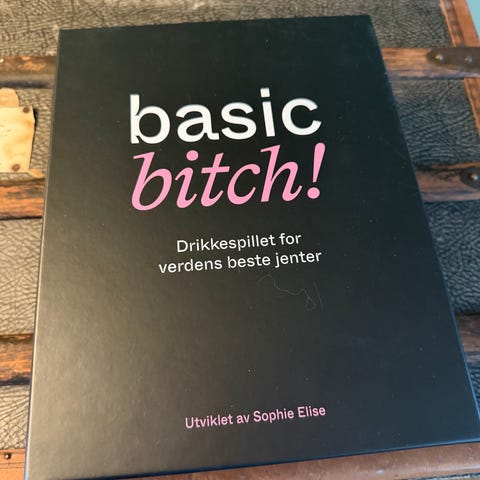 basic
bitch!
Drikkespillet for
verdens beste jenter
Utviklet av Sophie Elise